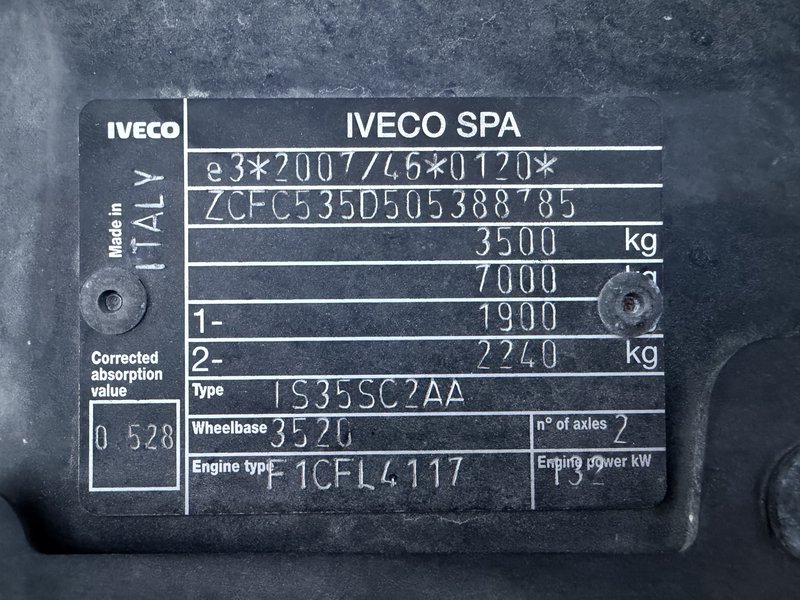 IVECO
IVECO SPA
e3*2007/46*0120*
ZCFC535D505388785
Made in
ITALY
3500 kg
7000 kg
1- 1900
2- 2240 kg
Corrected
absorption
value
0.528
Type IS35SC2AA
Wheelbase 3520
n° of axles 2
Engine type F1CFL4117
Engine power kW 132